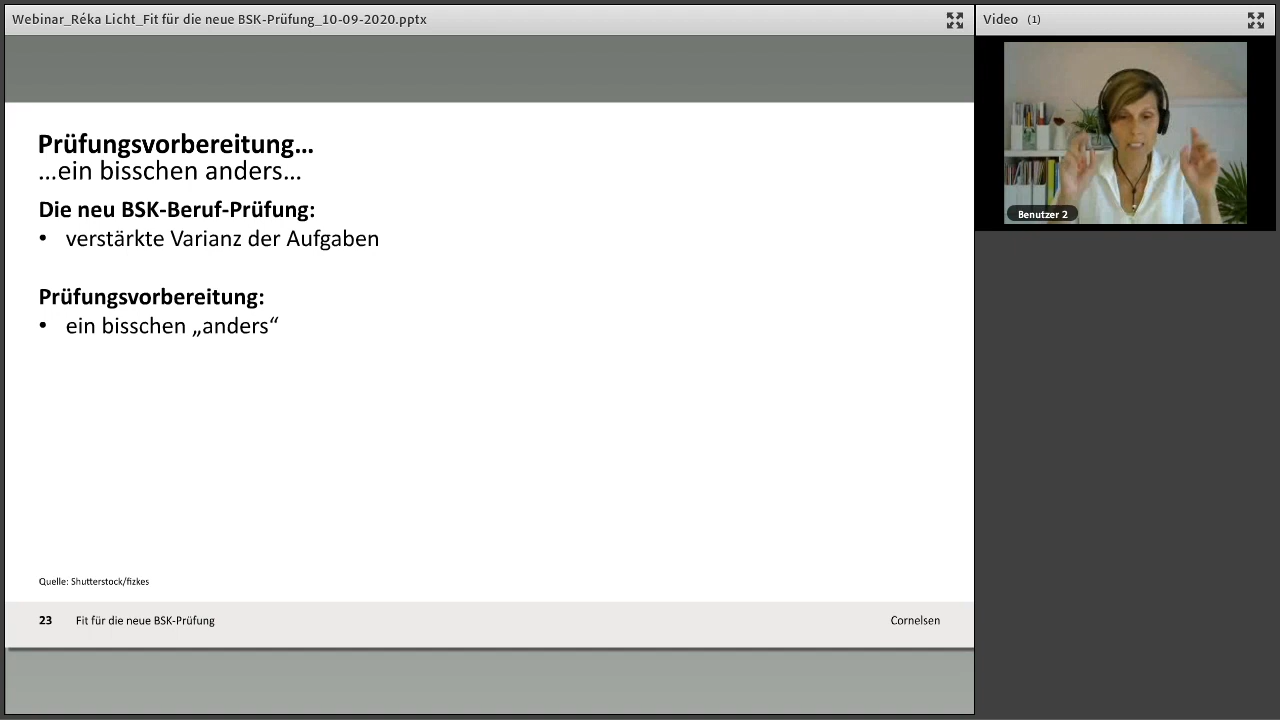 Webinar_Réka Licht_Fit für die neue BSK-Prüfung_10-09-2020.pptx
Video (1)
Prüfungsvorbereitung...
...ein bisschen anders...
Die neu BSK-Beruf-Prüfung:
• verstärkte Varianz der Aufgaben
Prüfungsvorbereitung:
• ein bisschen „anders“
Benutzer 2
Quelle: Shutterstock/fizkes
23 Fit für die neue BSK-Prüfung Cornelsen